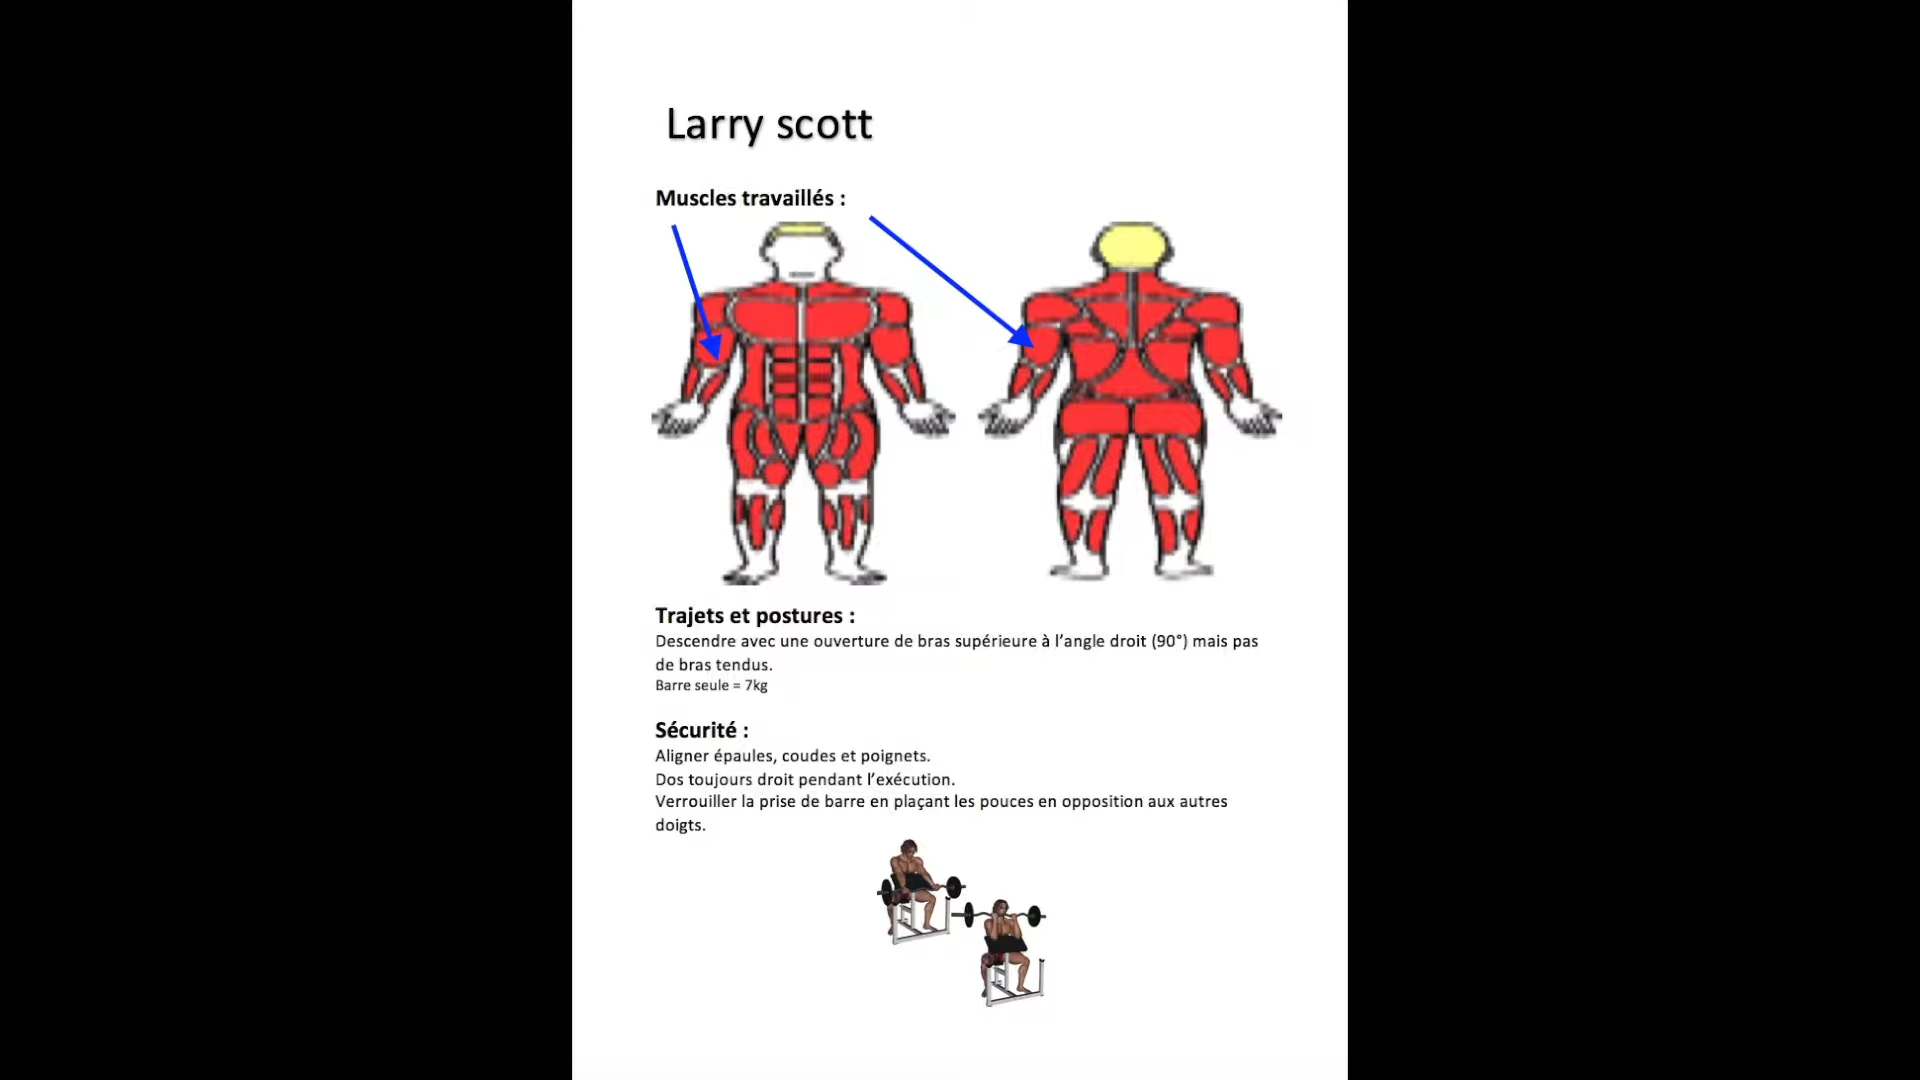 Larry scott
Muscles travaillés :
Trajets et postures :
Descendre avec une ouverture de bras supérieure à l’angle droit (90°) mais pas
de bras tendus.
Barre seule = 7kg
Sécurité :
Aligner épaules, coudes et poignets.
Dos toujours droit pendant l’exécution.
Verrouiller la prise de barre en plaçant les pouces en opposition aux autres
doigts.